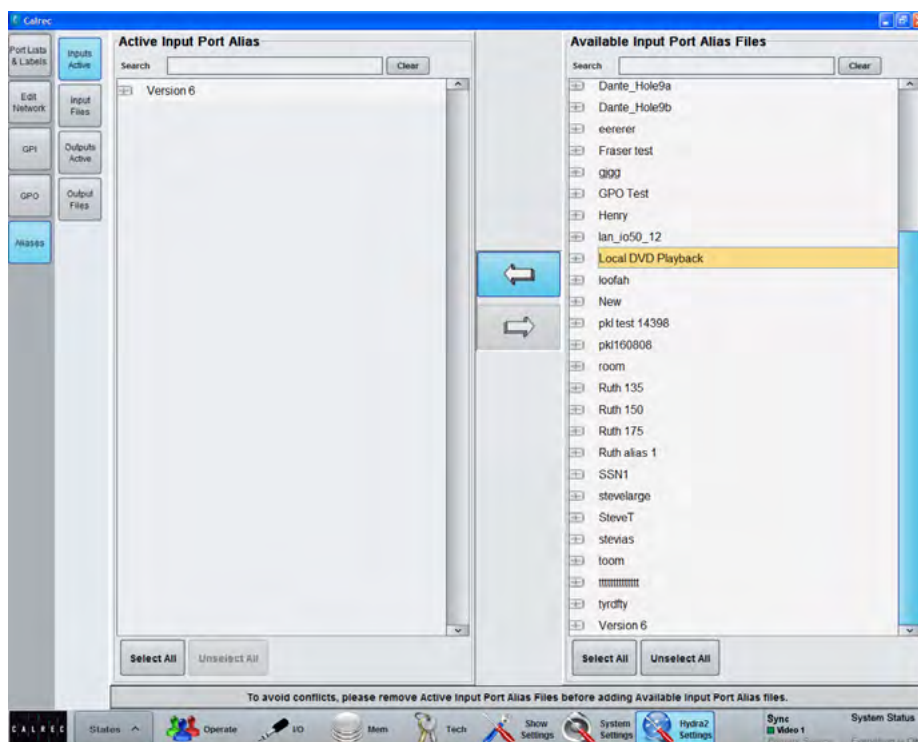 Calrec
Port Lists & Labels
Edit Network
GPI
GPO
Aliases
Inputs Active
Input Files
Outputs Active
Output Files
Active Input Port Alias
Search
Clear
Version 6
Select All
Unselect All
Available Input Port Alias Files
Search
Clear
Dante_Hole9a
Dante_Hole9b
eererer
Fraser test
gigg
GPO Test
Henry
Ian_io50_12
Local DVD Playback
loofah
New
pkl test 14398
pkl160808
room
Ruth 135
Ruth 150
Ruth 175
Ruth alias 1
SSN1
stevelarge
SteveT
stevias
toom
tyrdfty
Version 6
Select All
Unselect All
To avoid conflicts, please remove Active Input Port Alias Files before adding Available Input Port Alias files.
CALREC
States
Operate
I/O
Mem
Tech
Show Settings
System Settings
Hydra2 Settings
Sync
Video 1
System Status